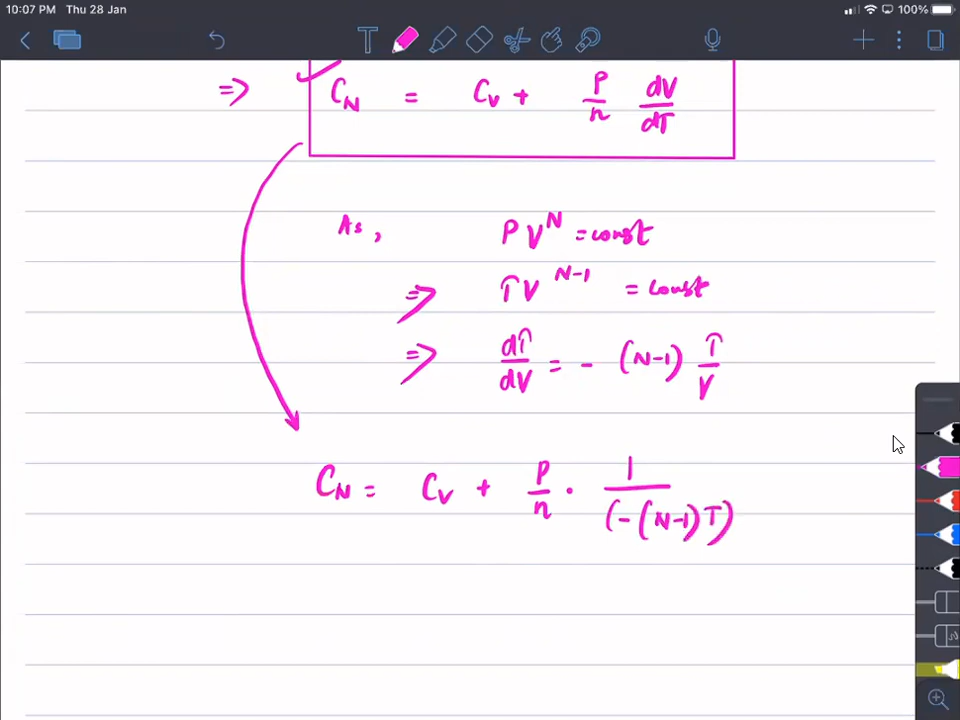 10:07 PM Thu 28 Jan 100%
T
=> C_N = C_V + P/n dV/dT
As, PV^N = const
=> TV^(N-1) = const
=> dT/dV = - (N-1) T/V
C_N = C_V + P/n . 1/(-(N-1)T)